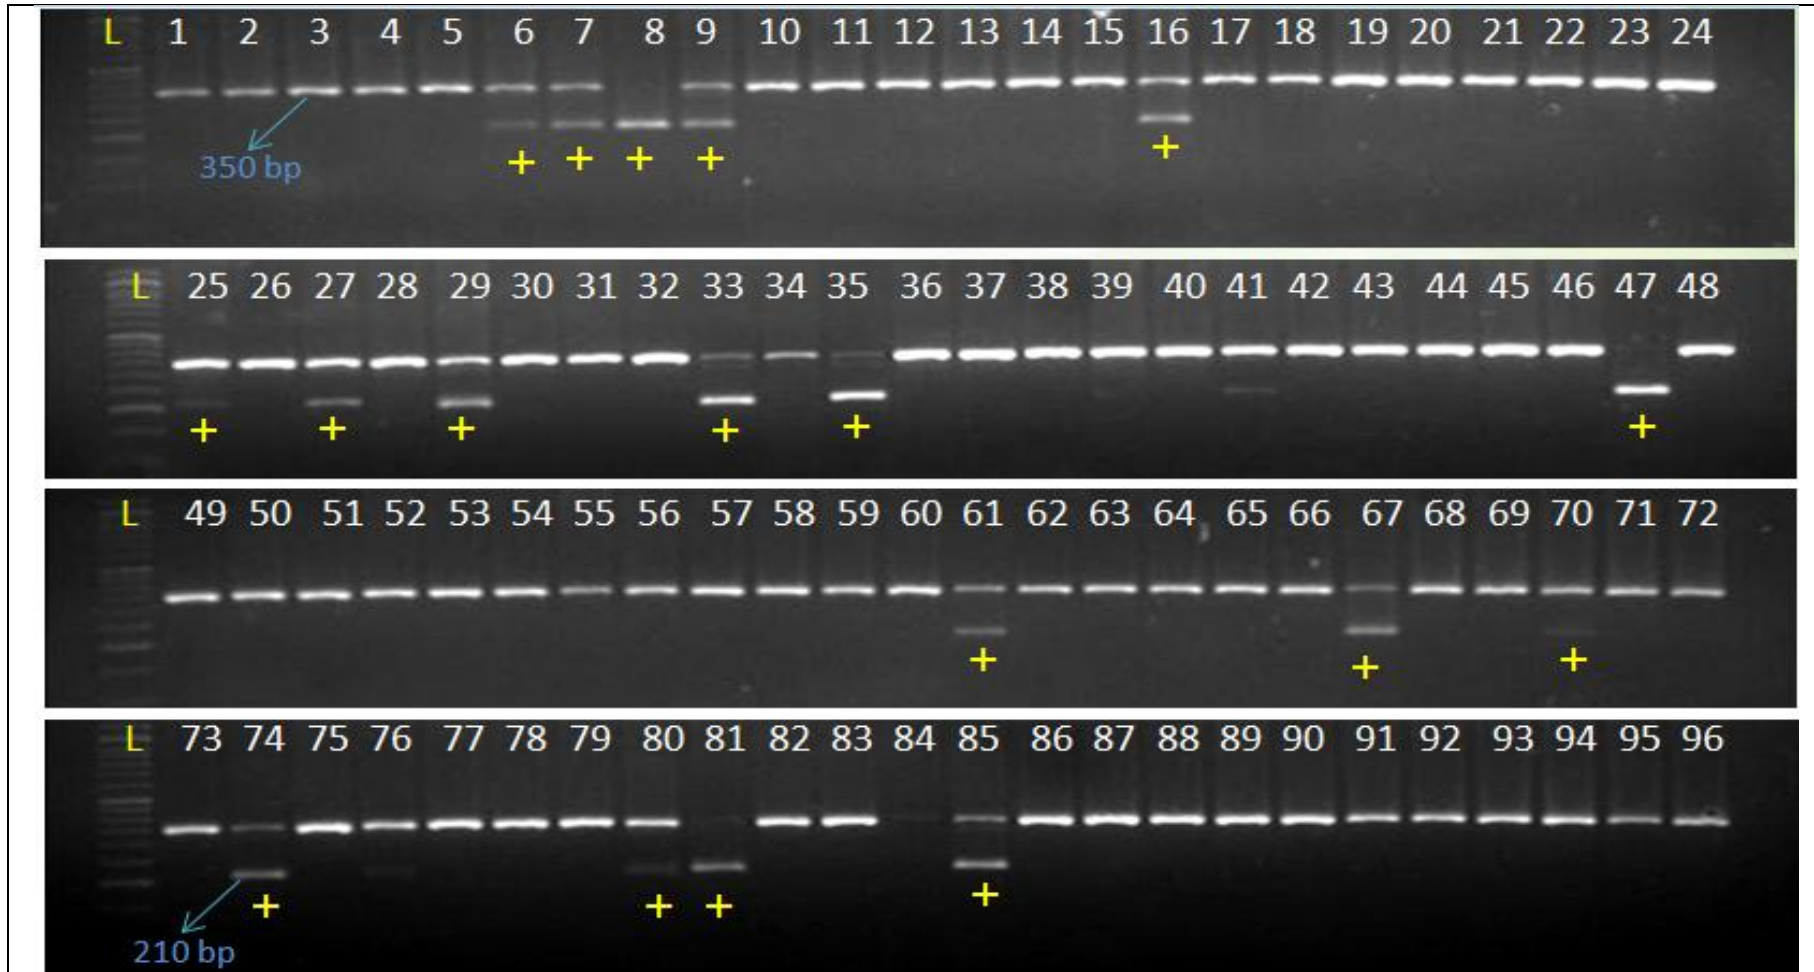 L 1 2 3 4 5 6 7 8 9 10 11 12 13 14 15 16 17 18 19 20 21 22 23 24
350 bp
+ + + + +
L 25 26 27 28 29 30 31 32 33 34 35 36 37 38 39 40 41 42 43 44 45 46 47 48
+ + + + + +
L 49 50 51 52 53 54 55 56 57 58 59 60 61 62 63 64 65 66 67 68 69 70 71 72
+ + +
L 73 74 75 76 77 78 79 80 81 82 83 84 85 86 87 88 89 90 91 92 93 94 95 96
+ + + +
210 bp